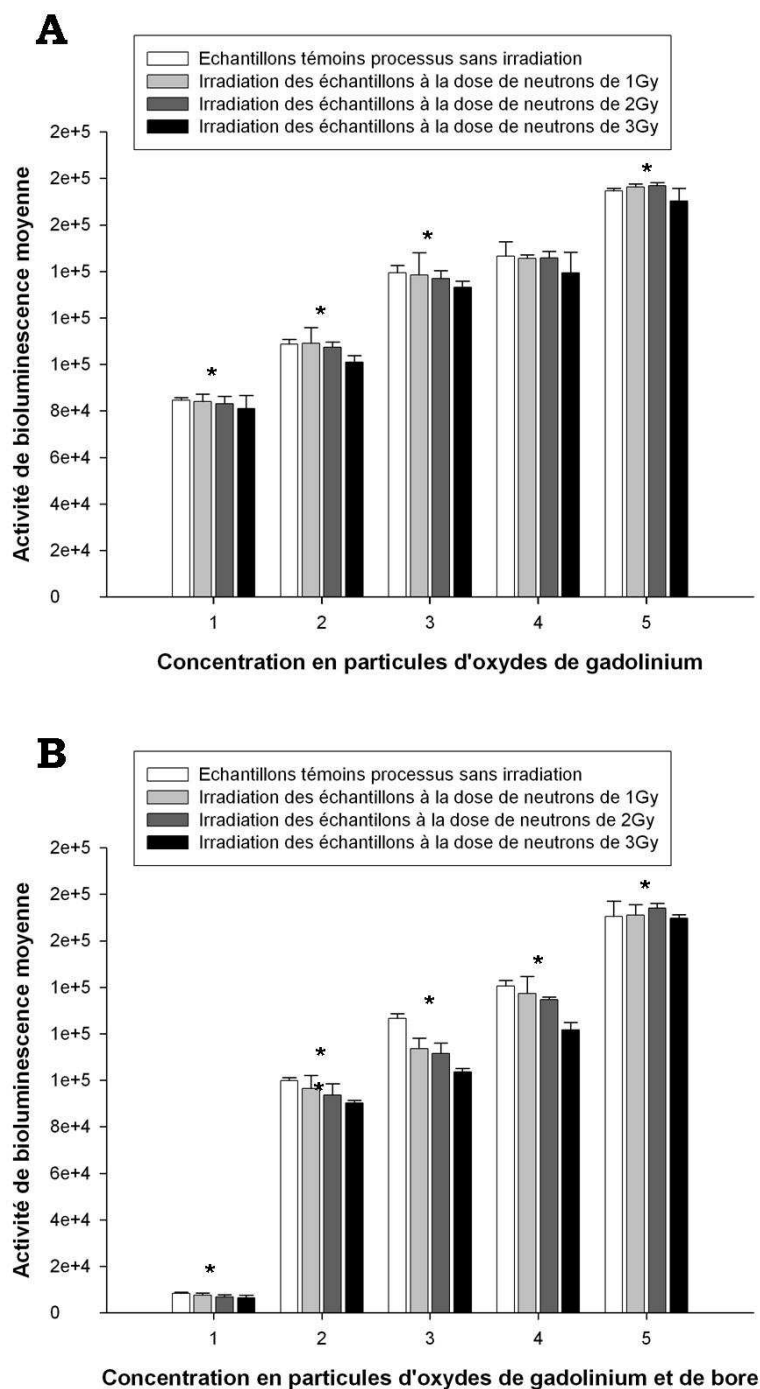 A
Echantillons témoins processus sans irradiation
Irradiation des échantillons à la dose de neutrons de 1Gy
Irradiation des échantillons à la dose de neutrons de 2Gy
Irradiation des échantillons à la dose de neutrons de 3Gy
Activité de bioluminescence moyenne
2e+5
2e+5
2e+5
1e+5
1e+5
1e+5
8e+4
6e+4
4e+4
2e+4
0
* * * *
1 2 3 4 5
Concentration en particules d'oxydes de gadolinium
B
Echantillons témoins processus sans irradiation
Irradiation des échantillons à la dose de neutrons de 1Gy
Irradiation des échantilons à la dose de neutrons de 2Gy
Irradiation des échantillons à la dose de neutrons de 3Gy
Activité de bioluminescence moyenne
2e+5
2e+5
2e+5
1e+5
1e+5
1e+5
8e+4
6e+4
4e+4
2e+4
0
* * * * * *
1 2 3 4 5
Concentration en particules d'oxydes de gadolinium et de bore